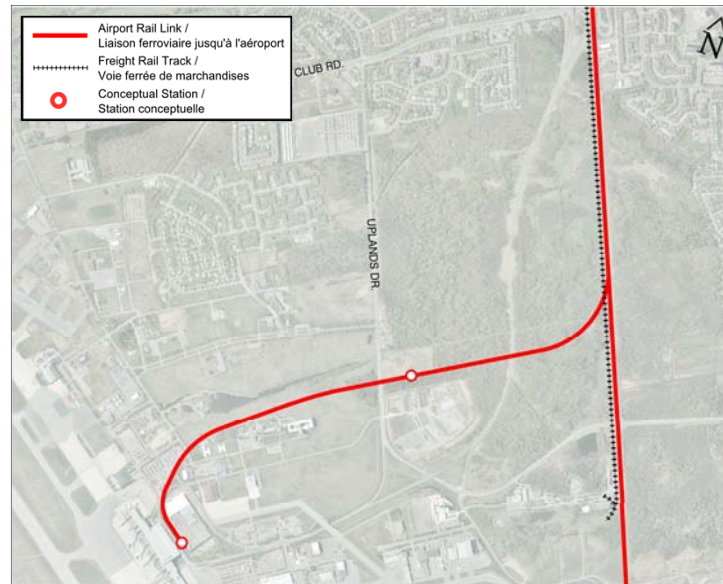 Airport Rail Link /
Liaison ferroviaire jusqu'à l'aéroport
Freight Rail Track /
Voie ferrée de marchandises
Conceptual Station /
Station conceptuelle
CLUB RD.
N
UPLANDS DR.